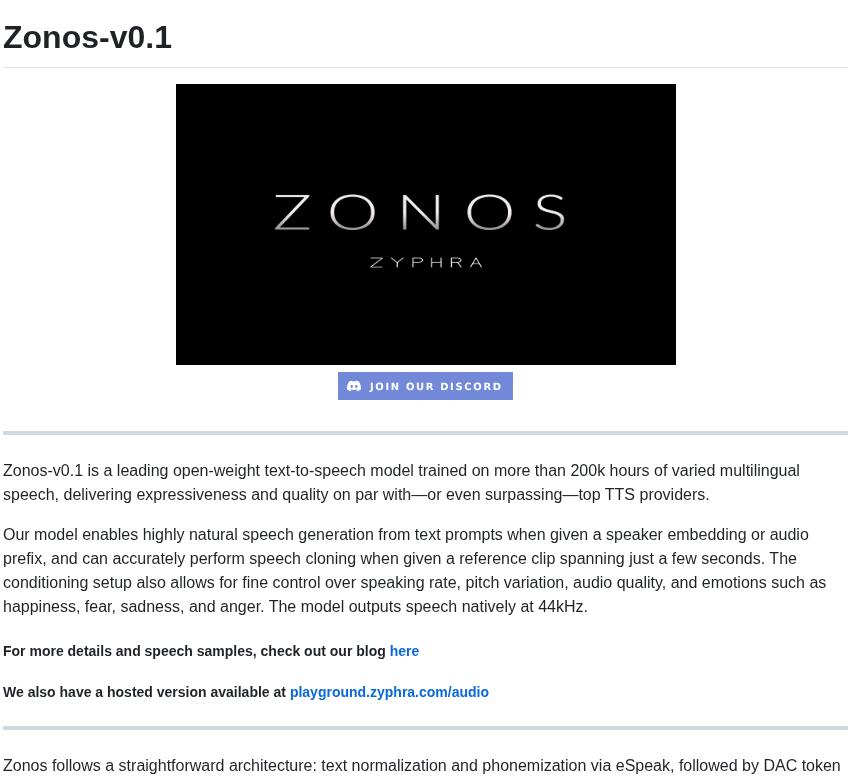 Zonos-v0.1
ZONOS
ZYPHRA
JOIN OUR DISCORD
Zonos-v0.1 is a leading open-weight text-to-speech model trained on more than 200k hours of varied multilingual
speech, delivering expressiveness and quality on par with—or even surpassing—top TTS providers.
Our model enables highly natural speech generation from text prompts when given a speaker embedding or audio
prefix, and can accurately perform speech cloning when given a reference clip spanning just a few seconds. The
conditioning setup also allows for fine control over speaking rate, pitch variation, audio quality, and emotions such as
happiness, fear, sadness, and anger. The model outputs speech natively at 44kHz.
For more details and speech samples, check out our blog here
We also have a hosted version available at playground.zyphra.com/audio
Zonos follows a straightforward architecture: text normalization and phonemization via eSpeak, followed by DAC token